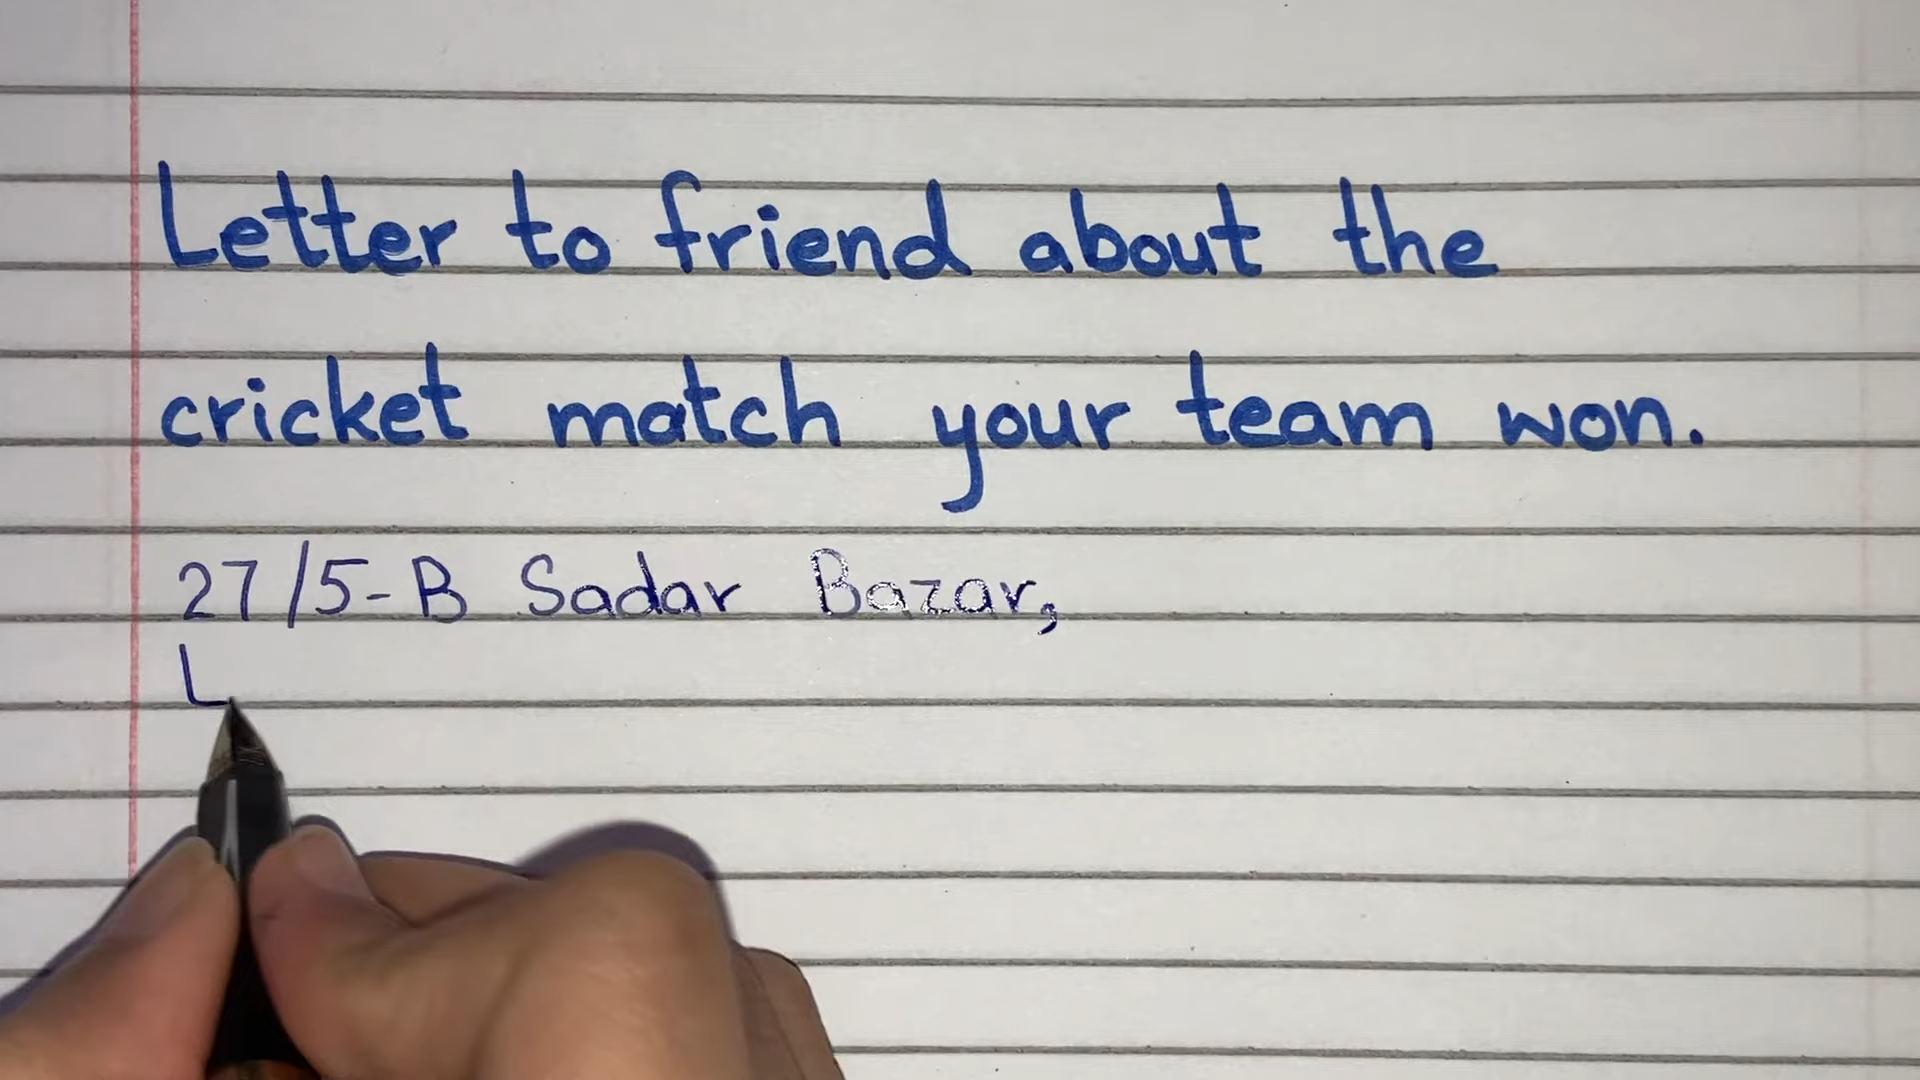 Letter to friend about the
cricket match your team won.
27/5-B Sadar Bazar,
L